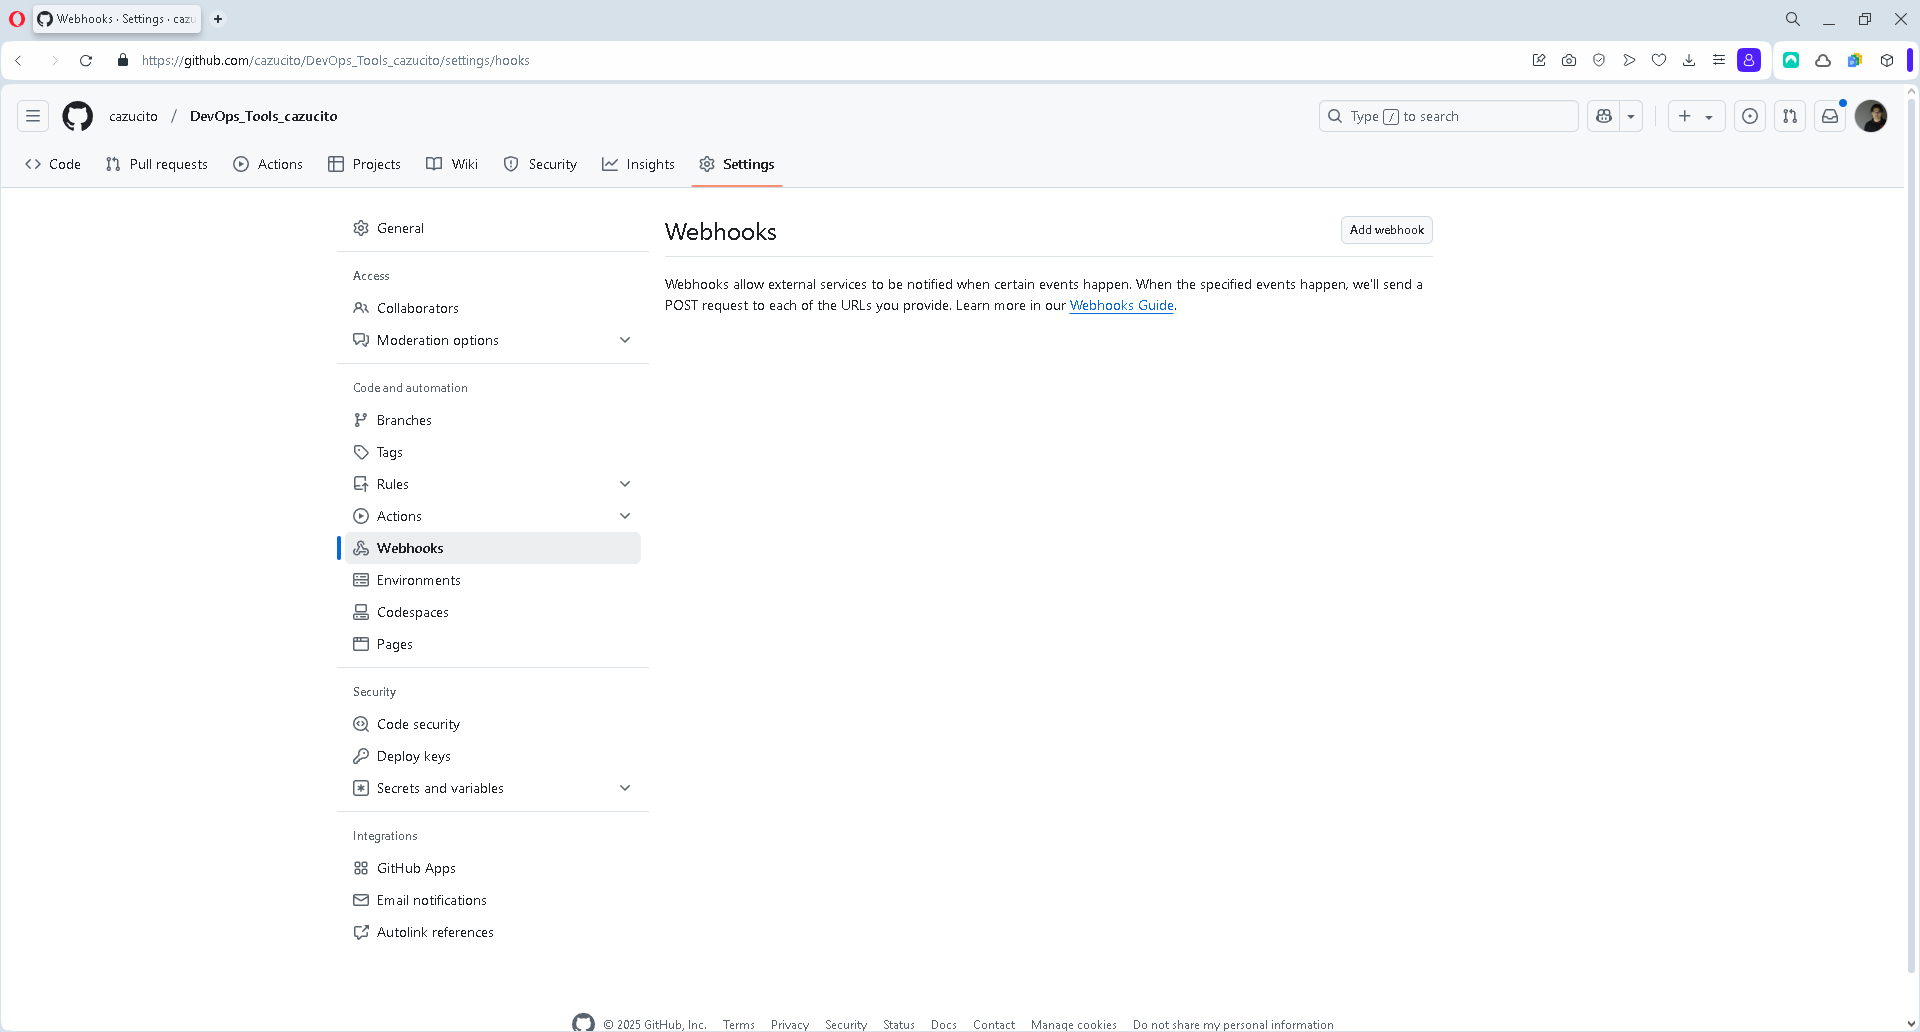 Webhooks · Settings · cazu
https://github.com/cazucito/DevOps_Tools_cazucito/settings/hooks
cazucito / DevOps_Tools_cazucito
Type / to search
Code Pull requests Actions Projects Wiki Security Insights Settings
General
Access
Collaborators
Moderation options
Code and automation
Branches
Tags
Rules
Actions
Webhooks
Environments
Codespaces
Pages
Security
Code security
Deploy keys
Secrets and variables
Integrations
GitHub Apps
Email notifications
Autolink references
Webhooks
Add webhook
Webhooks allow external services to be notified when certain events happen. When the specified events happen, we'll send a
POST request to each of the URLs you provide. Learn more in our Webhooks Guide.
© 2025 GitHub, Inc. Terms Privacy Security Status Docs Contact Manage cookies Do not share my personal information